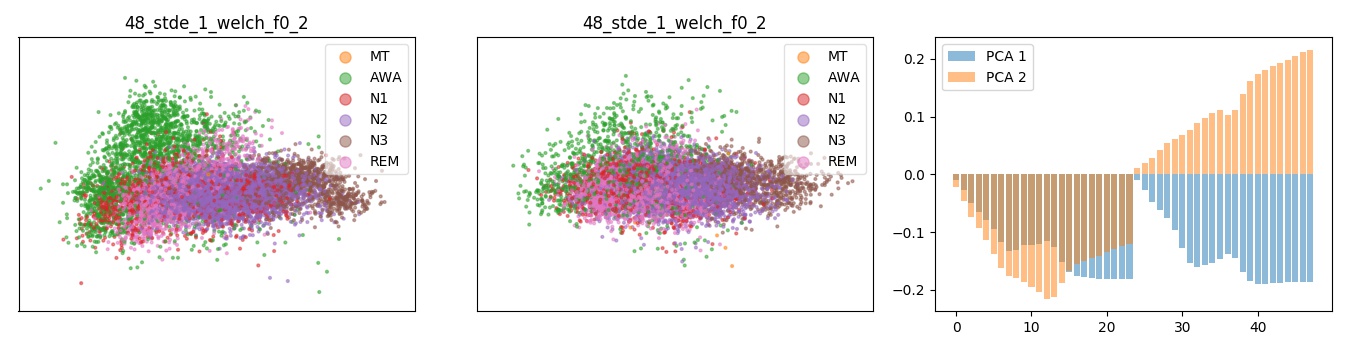 48_stde_1_welch_f0_2
MT
AWA
N1
N2
N3
REM
48_stde_1_welch_f0_2
MT
AWA
N1
N2
N3
REM
PCA 1
PCA 2
0.2
0.1
0.0
−0.1
−0.2
0
10
20
30
40